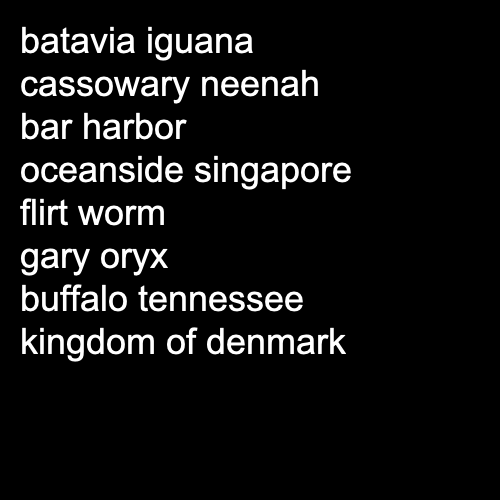 batavia iguana
cassowary neenah
bar harbor
oceanside singapore
flirt worm
gary oryx
buffalo tennessee
kingdom of denmark